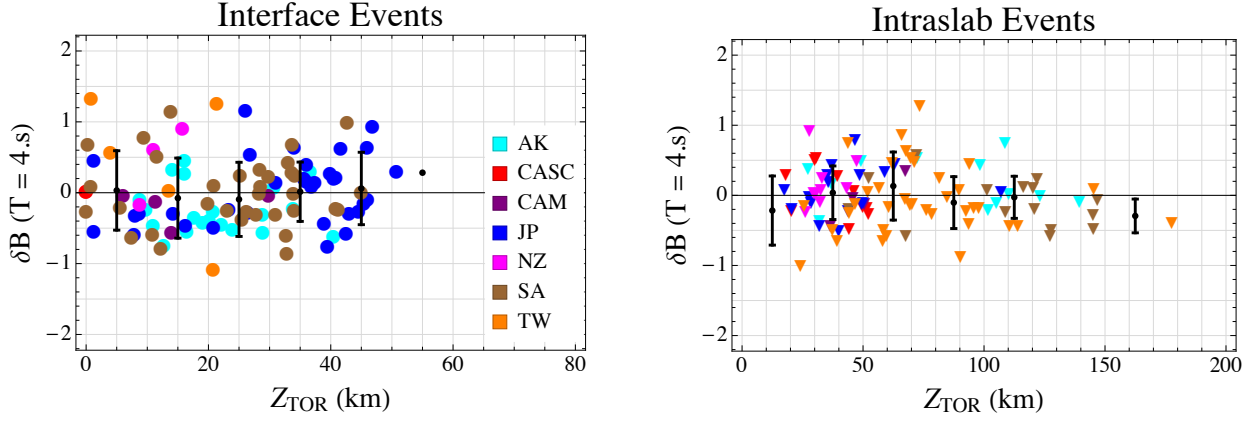 Interface Events
2
1
0
−1
−2
δB (T = 4.s)
AK
CASC
CAM
JP
NZ
SA
TW
0 20 40 60 80
Z_TOR (km)
Intraslab Events
2
1
0
−1
−2
δB (T = 4.s)
0 50 100 150 200
Z_TOR (km)